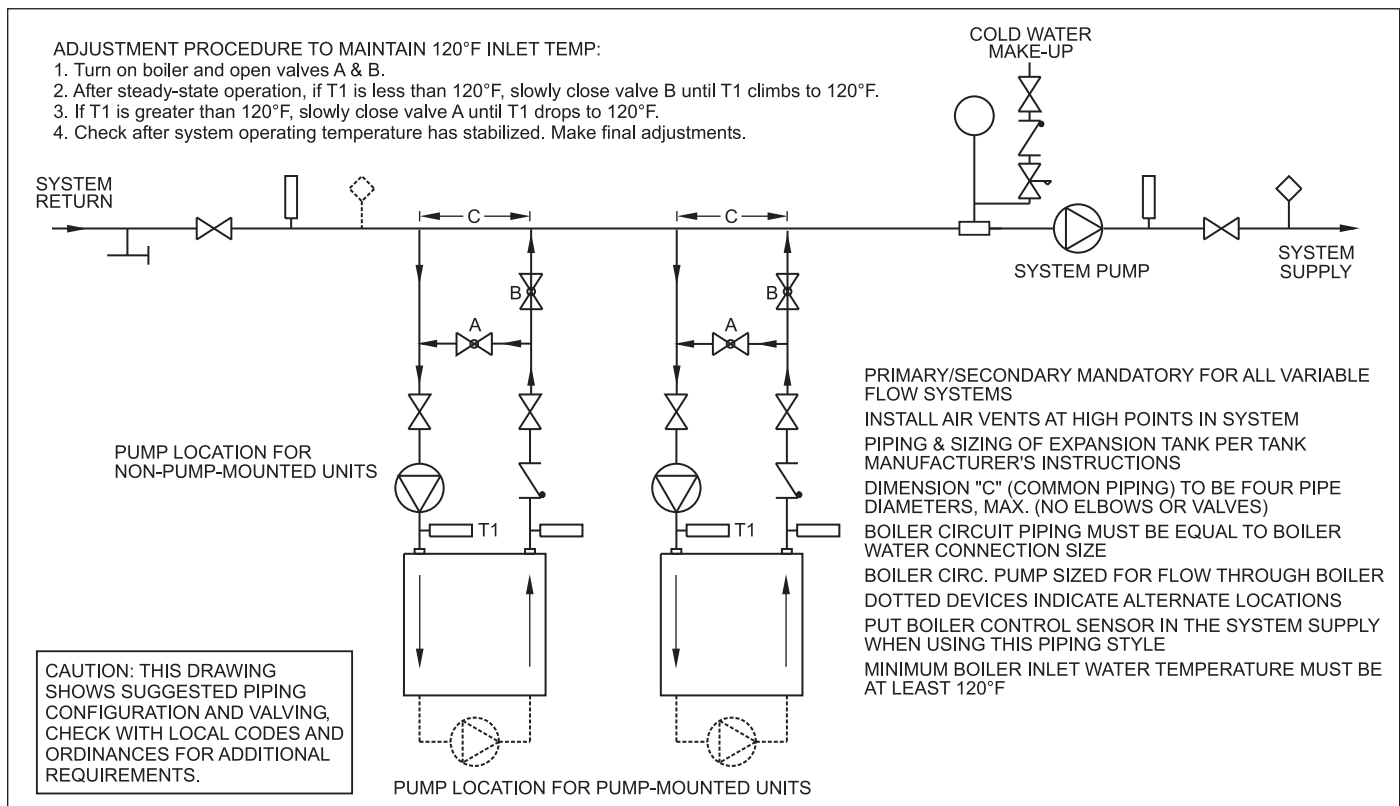 ADJUSTMENT PROCEDURE TO MAINTAIN 120°F INLET TEMP:
1. Turn on boiler and open valves A & B.
2. After steady-state operation, if T1 is less than 120°F, slowly close valve B until T1 climbs to 120°F.
3. If T1 is greater than 120°F, slowly close valve A until T1 drops to 120°F.
4. Check after system operating temperature has stabilized. Make final adjustments.
COLD WATER
MAKE-UP
SYSTEM
RETURN
C
C
SYSTEM PUMP
SYSTEM
SUPPLY
B
B
A
A
PUMP LOCATION FOR
NON-PUMP-MOUNTED UNITS
T1
T1
PRIMARY/SECONDARY MANDATORY FOR ALL VARIABLE
FLOW SYSTEMS
INSTALL AIR VENTS AT HIGH POINTS IN SYSTEM
PIPING & SIZING OF EXPANSION TANK PER TANK
MANUFACTURER'S INSTRUCTIONS
DIMENSION "C" (COMMON PIPING) TO BE FOUR PIPE
DIAMETERS, MAX. (NO ELBOWS OR VALVES)
BOILER CIRCUIT PIPING MUST BE EQUAL TO BOILER
WATER CONNECTION SIZE
BOILER CIRC. PUMP SIZED FOR FLOW THROUGH BOILER
DOTTED DEVICES INDICATE ALTERNATE LOCATIONS
PUT BOILER CONTROL SENSOR IN THE SYSTEM SUPPLY
WHEN USING THIS PIPING STYLE
MINIMUM BOILER INLET WATER TEMPERATURE MUST BE
AT LEAST 120°F
CAUTION: THIS DRAWING
SHOWS SUGGESTED PIPING
CONFIGURATION AND VALVING,
CHECK WITH LOCAL CODES AND
ORDINANCES FOR ADDITIONAL
REQUIREMENTS.
PUMP LOCATION FOR PUMP-MOUNTED UNITS